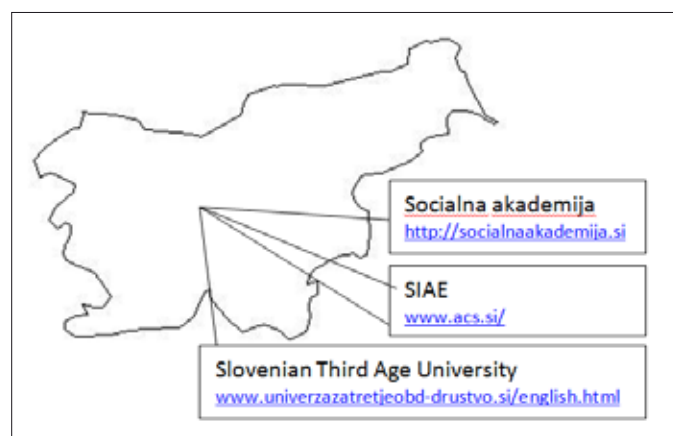 Socialna akademija
http://socialnaakademija.si
SIAE
www.acs.si/
Slovenian Third Age University
www.univerzazatretjeobd-drustvo.si/english.html